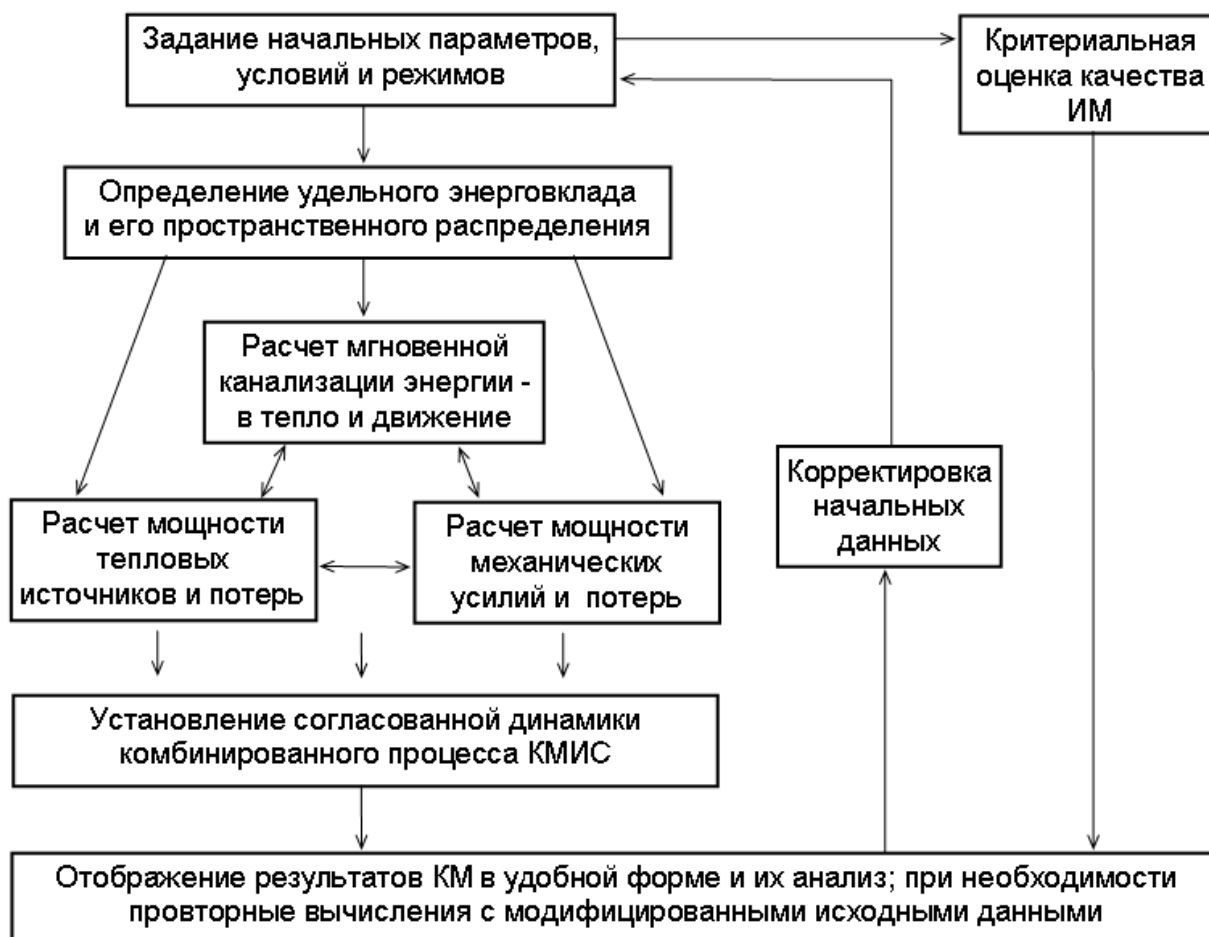 Задание начальных параметров,
условий и режимов
Критериальная
оценка качества
ИМ
Определение удельного энерговклада
и его пространственного распределения
Расчет мгновенной
канализации энергии -
в тепло и движение
Корректировка
начальных
данных
Расчет мощности
тепловых
источников и потерь
Расчет мощности
механических
усилий и потерь
Установление согласованной динамики
комбинированного процесса КМИС
Отображение результатов КМ в удобной форме и их анализ; при необходимости
провторные вычисления с модифицированными исходными данными